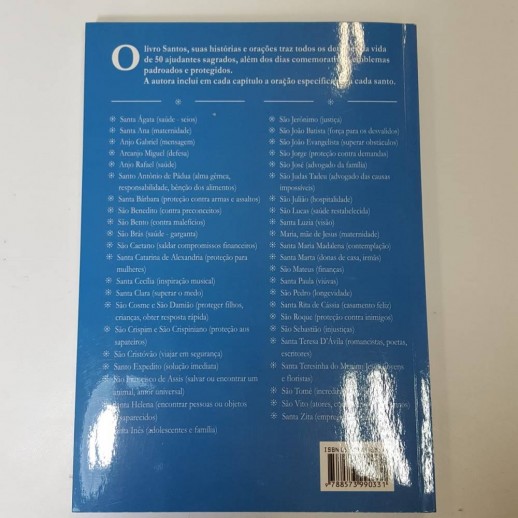 O livro Santos, suas histórias e orações traz todos os da vida
de 50 ajudantes sagrados, além dos dias
padroados e protegidos.
A autora inclui em cada capítulo a oração específica cada santo.
Santa Ágata (saúde - seios)
Santa Ana (maternidade)
Anjo Gabriel (mensagem)
Arcanjo Miguel (defesa)
Anjo Rafael (saúde)
Santo Antônio de Pádua (alma gêmea,
responsabilidade, bênção dos alimentos)
Santa Bárbara (proteção contra armas e assaltos)
São Benedito (contra preconceitos)
São Bento (contra malefícios)
São Brás (saúde - garganta)
São Caetano (saldar compromissos financeiros)
Santa Catarina de Alexandria (proteção para
mulheres)
Santa Cecília (inspiração musical)
Santa Clara (superar o medo)
São Cosme e São Damião (proteger filhos,
crianças, obter resposta rápida)
São Crispim e São Crispiniano (proteção aos
sapateiros)
São Cristóvão (viajar em segurança)
Santo Expedito (solução imediata)
São Francisco de Assis (salvar ou encontrar um
animal, amor universal)
Santa Helena (encontrar pessoas ou objetos
desaparecidos)
Santa Inês (adolescentes e família)
São Jerônimo (justiça)
São João Batista (força para os desvalidos)
São João Evangelista (superar obstáculos)
São Jorge (proteção contra demandas)
São José (advogado da família)
São Judas Tadeu (advogado das causas
impossíveis)
São Julião (hospitalidade)
São Lucas (saúde restabelecida)
Santa Luzia (visão)
Maria, mãe de Jesus (maternidade)
Santa Maria Madalena (contemplação)
Santa Marta (donas de casa, irmãs)
São Mateus (finanças)
Santa Paula (viúvas)
São Pedro (longevidade)
Santa Rita de Cássia (casamento feliz)
São Roque (proteção contra inimigos)
São Sebastião (injustiças)
Santa Teresa D'Ávila (romancistas, poetas,
escritores)
Santa Teresinha do Menino Jesus
e floristas)
São Tomé
São Vito (atores,
Santa Zita
ISBN
9 788573 990331